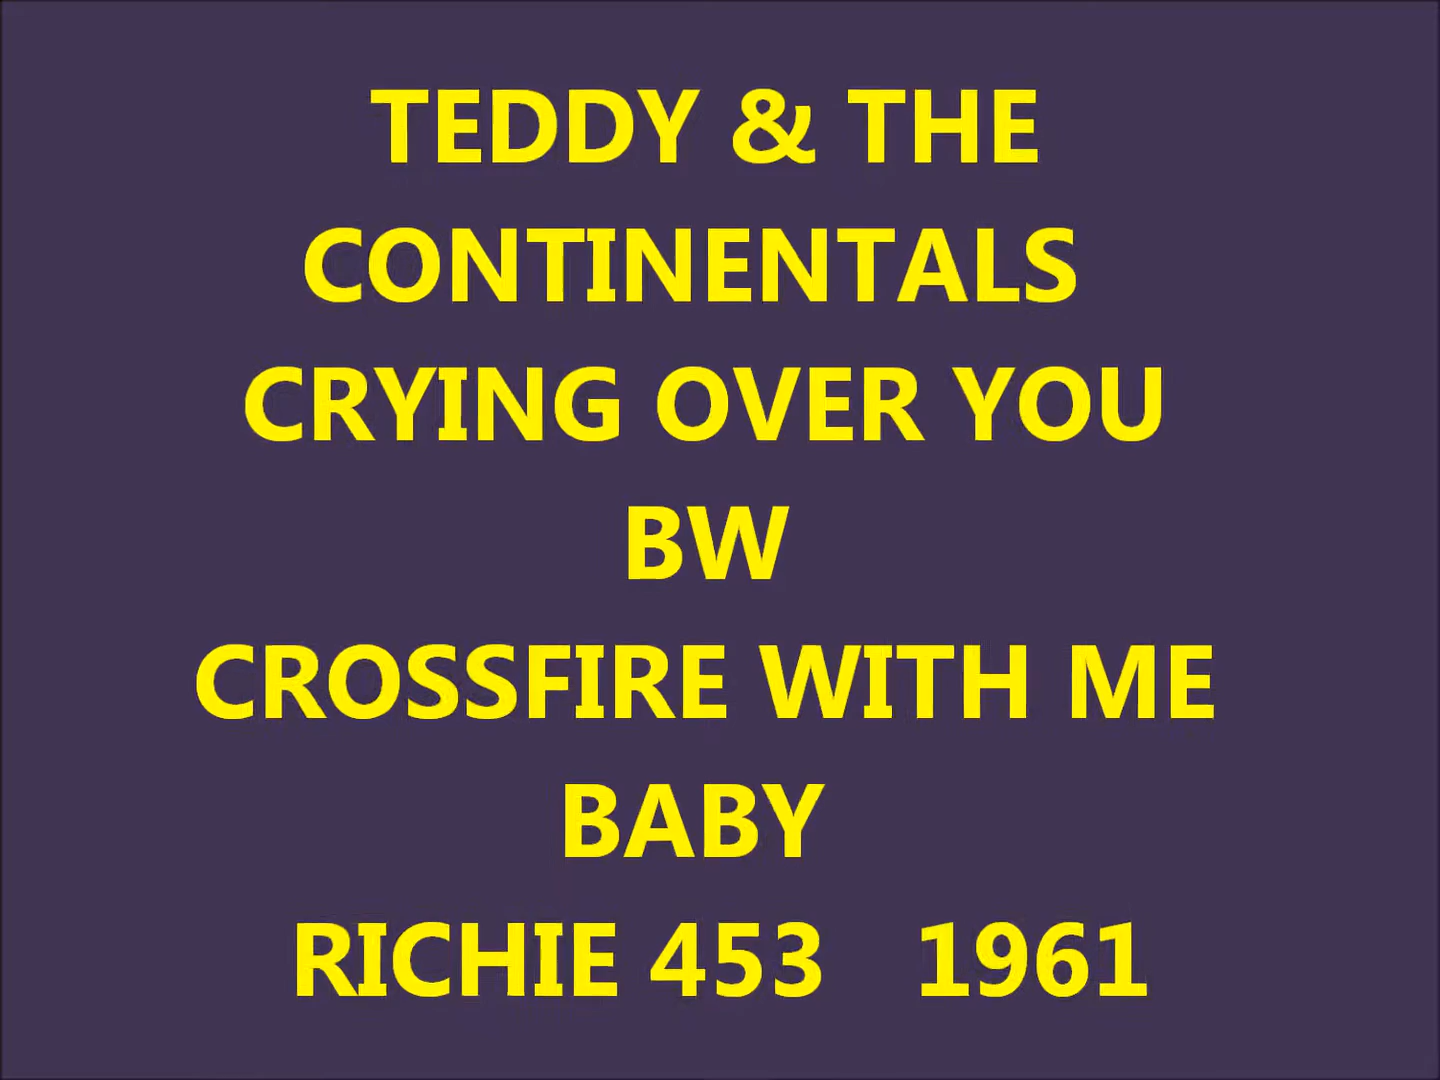 TEDDY & THE
CONTINENTALS
CRYING OVER YOU
BW
CROSSFIRE WITH ME
BABY
RICHIE 453 1961